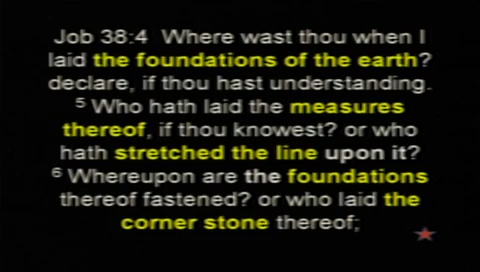 Job 38:4  Where wast thou when I
laid the foundations of the earth?
declare, if thou hast understanding.
5 Who hath laid the measures
thereof, if thou knowest? or who
hath stretched the line upon it?
6 Whereupon are the foundations
thereof fastened? or who laid the
corner stone thereof;